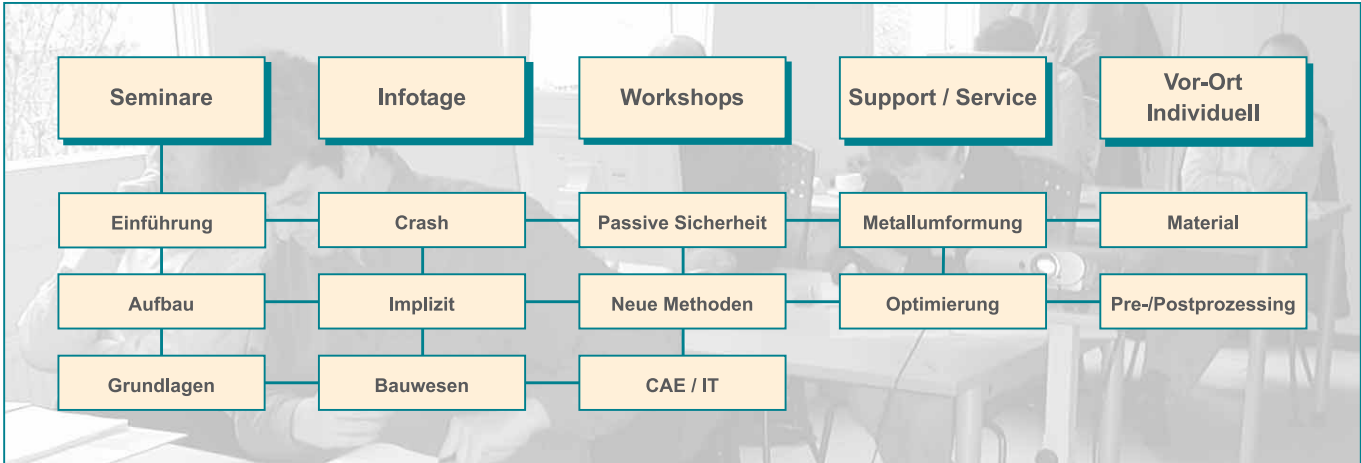 Seminare
Infotage
Workshops
Support / Service
Vor-Ort
Individuell
Einführung
Crash
Passive Sicherheit
Metallumformung
Material
Aufbau
Implizit
Neue Methoden
Optimierung
Pre-/Postprozessing
Grundlagen
Bauwesen
CAE / IT